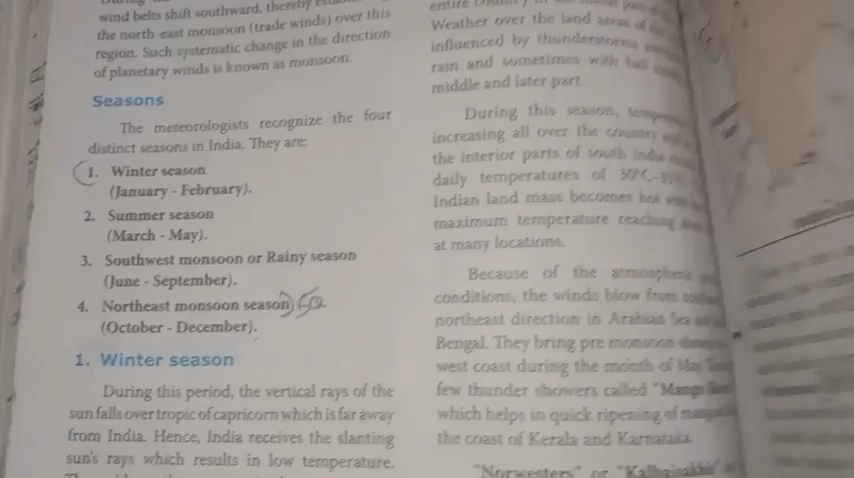 wind belts shift southward, thereby
the north-east monsoon (trade winds) over this
region. Such systematic change in the direction
of planetary winds is known as monsoon.
Seasons
The meteorologists recognize the four
distinct seasons in India. They are;
1. Winter season
(January - February).
2. Summer season
(March - May).
3. Southwest monsoon or Rainy season
(June - September).
4. Northeast monsoon season
(October - December).
1. Winter season
During this period, the vertical rays of the
sun falls over tropic of capricorn which is far away
from India. Hence, India receives the slanting
sun's rays which results in low temperature.
entire
Weather over the land areas of
influenced by thunderstorms
rain and sometimes with hail
middle and later part.
During this season,
increasing all over the country
the interior parts of south India
daily temperatures of
Indian land mass becomes hot
maximum temperature reaching
at many locations.
Because of the
conditions, the winds blow from
northeast direction in Arabian Sea
Bengal. They bring pre monsoon
west coast during the month of May
few thunder showers called "Mango
which helps in quick ripening of
the coast of Kerala and Karnataka.
"Norwesters" or